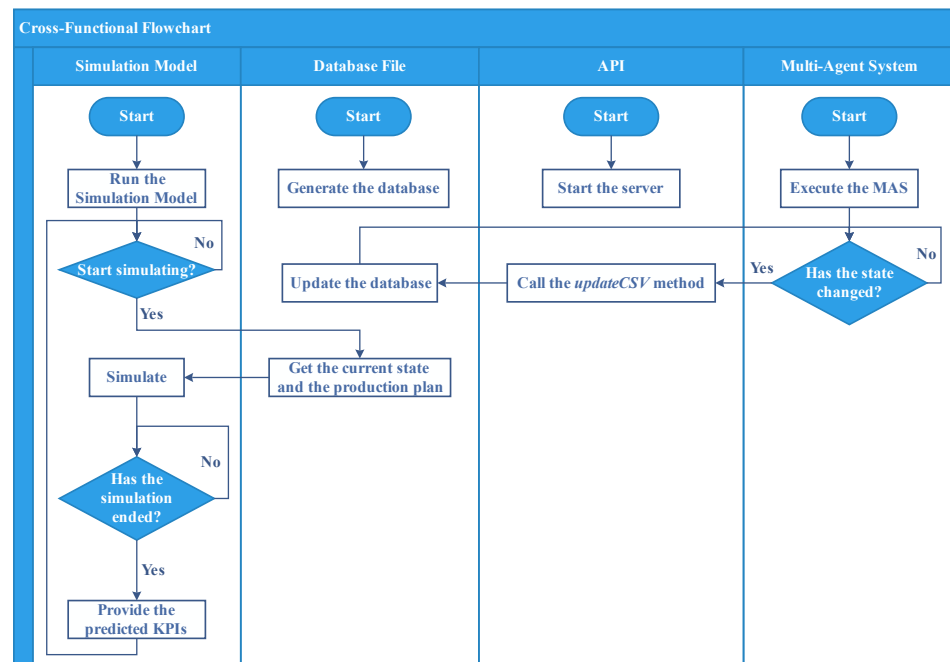 Cross-Functional Flowchart
Simulation Model
Database File
API
Multi-Agent System
Start
Start
Start
Start
Run the
Simulation Model
Generate the database
Start the server
Execute the MAS
No
Start simulating?
Yes
Update the database
Call the updateCSV method
Yes
Has the state
changed?
No
Simulate
Get the current state
and the production plan
No
Has the
simulation
ended?
Yes
Provide the
predicted KPIs